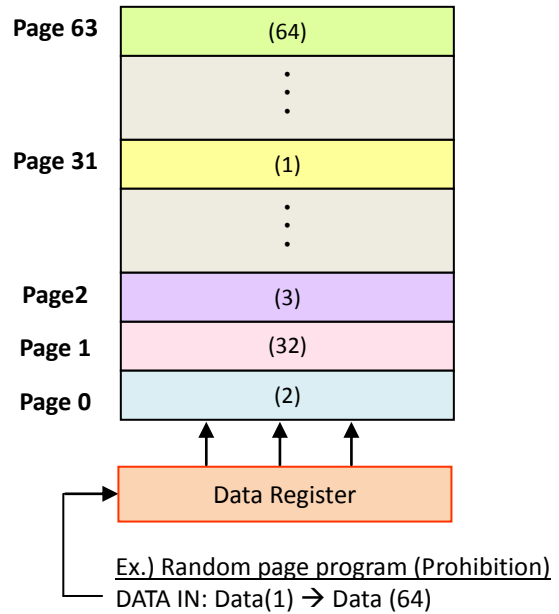 Page 63 (64)
Page 31 (1)
Page2 (3)
Page 1 (32)
Page 0 (2)
Data Register
Ex.) Random page program (Prohibition)
DATA IN: Data(1) → Data (64)